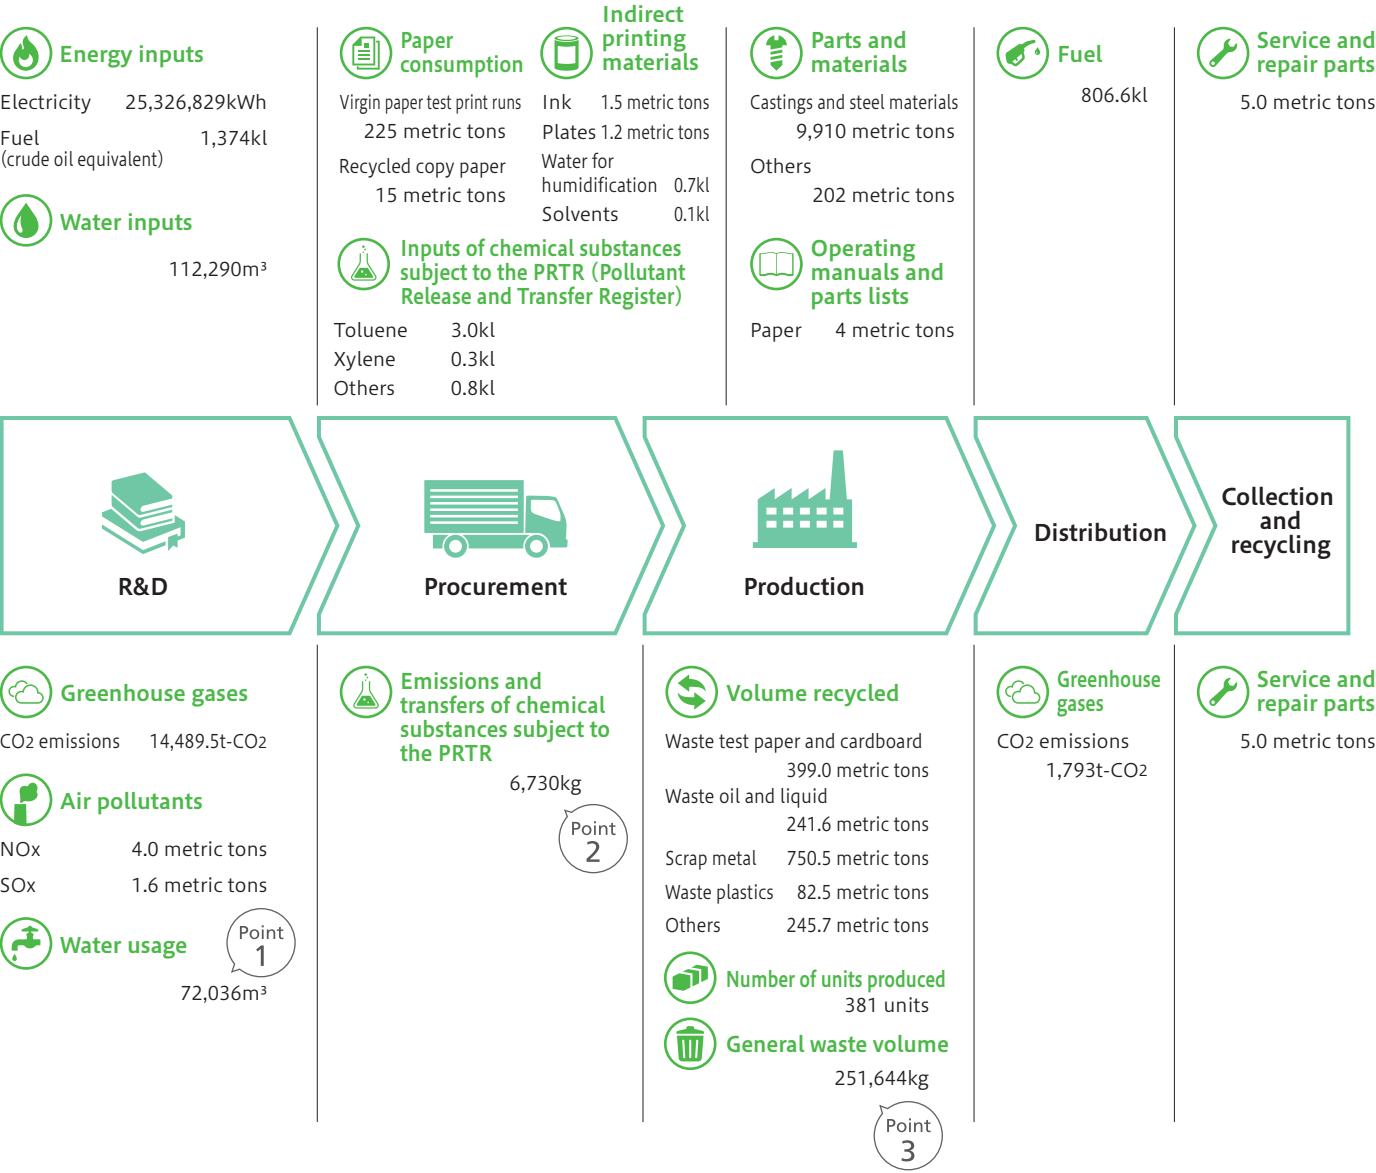 Energy inputs
Electricity 25,326,829kWh
Fuel 1,374kl
(crude oil equivalent)
Water inputs
112,290m³
Paper
consumption
Virgin paper test print runs
225 metric tons
Recycled copy paper
15 metric tons
Indirect
printing
materials
Ink 1.5 metric tons
Plates 1.2 metric tons
Water for
humidification 0.7kl
Solvents 0.1kl
Inputs of chemical substances
subject to the PRTR (Pollutant
Release and Transfer Register)
Toluene 3.0kl
Xylene 0.3kl
Others 0.8kl
Parts and
materials
Castings and steel materials
9,910 metric tons
Others
202 metric tons
Operating
manuals and
parts lists
Paper 4 metric tons
Fuel
806.6kl
Service and
repair parts
5.0 metric tons
R&D
Procurement
Production
Distribution
Collection
and
recycling
Greenhouse gases
CO2 emissions 14,489.5t-CO2
Air pollutants
NOx 4.0 metric tons
SOx 1.6 metric tons
Water usage
Point
1
72,036m³
Emissions and
transfers of chemical
substances subject to
the PRTR
6,730kg
Point
2
Volume recycled
Waste test paper and cardboard
399.0 metric tons
Waste oil and liquid
241.6 metric tons
Scrap metal 750.5 metric tons
Waste plastics 82.5 metric tons
Others 245.7 metric tons
Number of units produced
381 units
General waste volume
251,644kg
Point
3
Greenhouse
gases
CO2 emissions
1,793t-CO2
Service and
repair parts
5.0 metric tons